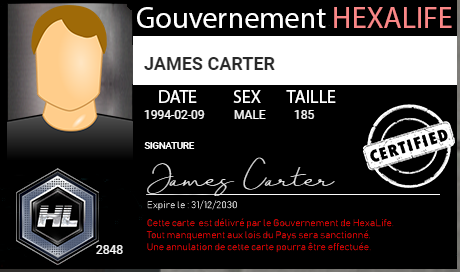 Gouvernement HEXALIFE
JAMES CARTER
DATE SEX TAILLE
1994-02-09 MALE 185
SIGNATURE
CERTIFIED
James Carter
Expire le : 31/12/2030
HL
2848
Cette carte est délivré par le Gouvernement de HexaLife
Tout manquement aux lois du Pays sera sanctionné
Une annulation de cette carte pourra être effectuée